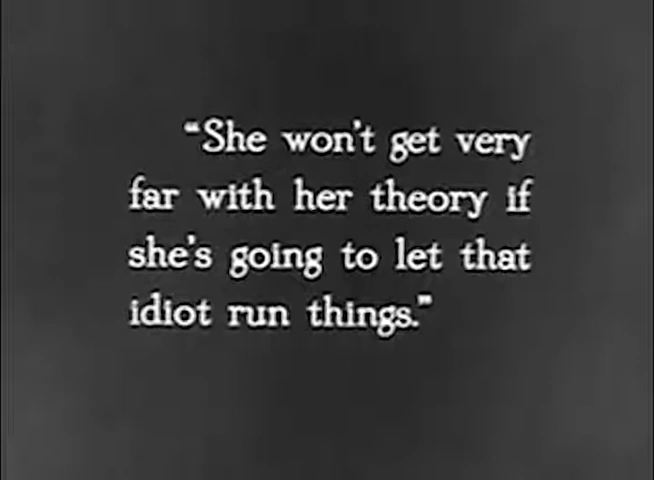 “She won't get very
far with her theory if
she's going to let that
idiot run things.”